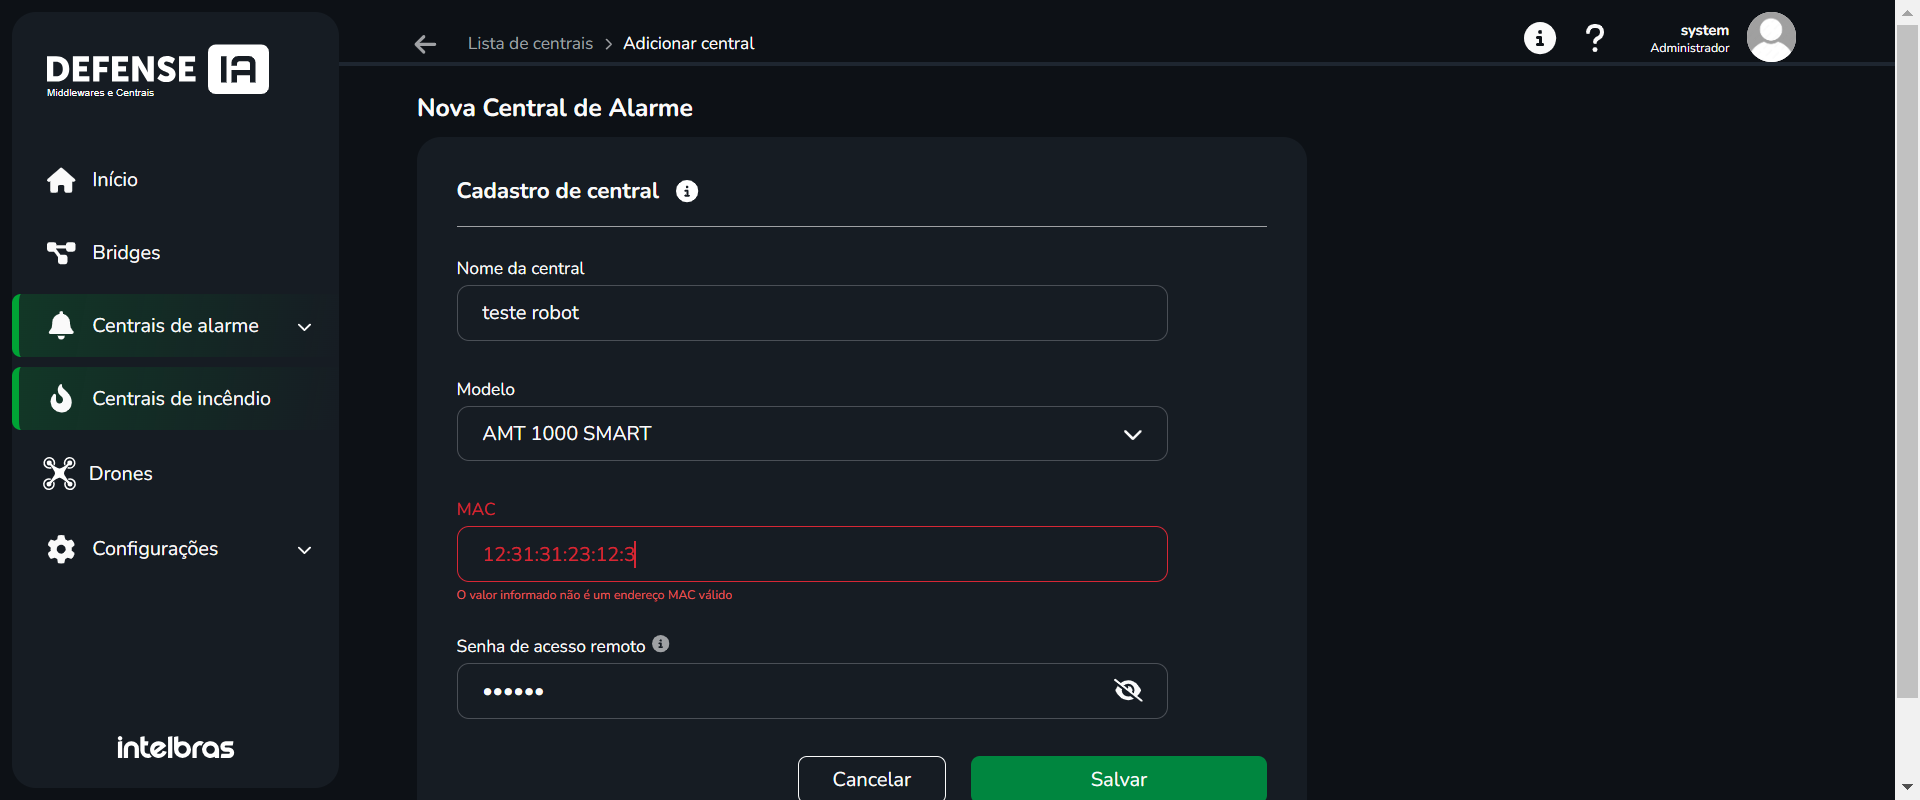 DEFENSE IA
Middlewares e Centrais
Início
Bridges
Centrais de alarme
Centrais de incêndio
Drones
Configurações
intelbras
Lista de centrais > Adicionar central
system
Administrador
Nova Central de Alarme
Cadastro de central
Nome da central
teste robot
Modelo
AMT 1000 SMART
MAC
12:31:31:23:12:3
O valor informado não é um endereço MAC válido
Senha de acesso remoto
••••••
Cancelar
Salvar